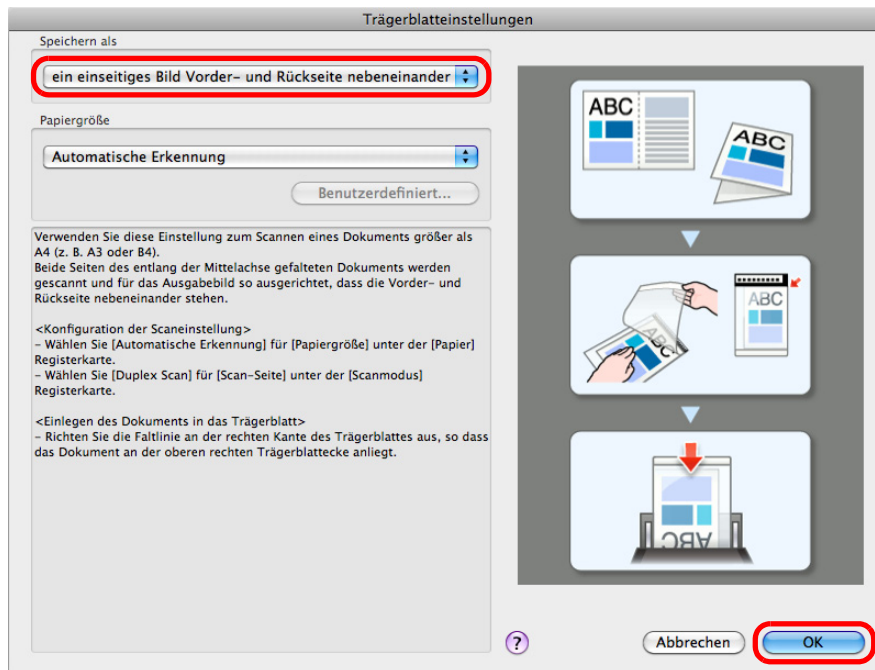 Trägerblatteinstellungen
Speichern als
ein einseitiges Bild Vorder- und Rückseite nebeneinander
Papiergröße
Automatische Erkennung
Benutzerdefiniert...
Verwenden Sie diese Einstellung zum Scannen eines Dokuments größer als
A4 (z. B. A3 oder B4).
Beide Seiten des entlang der Mittelachse gefalteten Dokuments werden
gescannt und für das Ausgabebild so ausgerichtet, dass die Vorder- und
Rückseite nebeneinander stehen.
<Konfiguration der Scaneinstellung>
- Wählen Sie [Automatische Erkennung] für [Papiergröße] unter der [Papier]
Registerkarte.
- Wählen Sie [Duplex Scan] für [Scan-Seite] unter der [Scanmodus]
Registerkarte.
<Einlegen des Dokuments in das Trägerblatt>
- Richten Sie die Faltlinie an der rechten Kante des Trägerblattes aus, so dass
das Dokument an der oberen rechten Trägerblattecke anliegt.
ABC
ABC
ABC
ABC
ABC
?
Abbrechen
OK